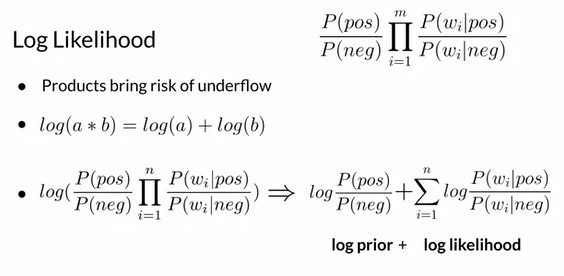 Log Likelihood
\frac{P(pos)}{P(neg)} \prod_{i=1}^{m} \frac{P(w_i|pos)}{P(w_i|neg)}
• Products bring risk of underflow
• log(a * b) = log(a) + log(b)
• log(\frac{P(pos)}{P(neg)} \prod_{i=1}^{n} \frac{P(w_i|pos)}{P(w_i|neg)}) ⇒ log\frac{P(pos)}{P(neg)} + \sum_{i=1}^{n} log\frac{P(w_i|pos)}{P(w_i|neg)}
log prior + log likelihood